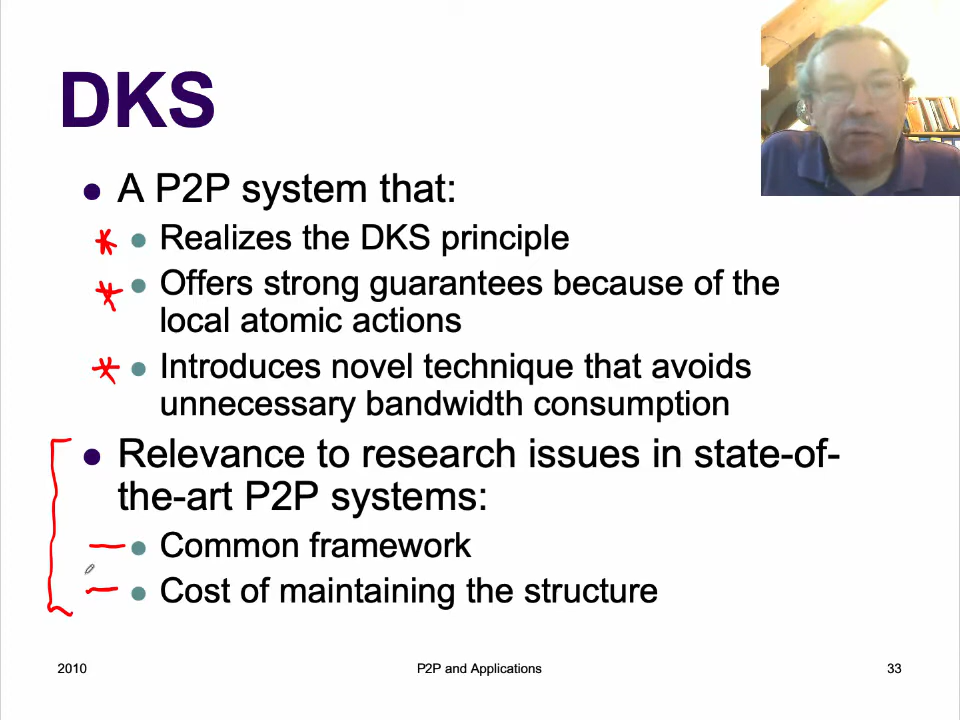 DKS
● A P2P system that:
● Realizes the DKS principle
● Offers strong guarantees because of the
local atomic actions
● Introduces novel technique that avoids
unnecessary bandwidth consumption
● Relevance to research issues in state-of-
the-art P2P systems:
● Common framework
● Cost of maintaining the structure
2010 P2P and Applications 33